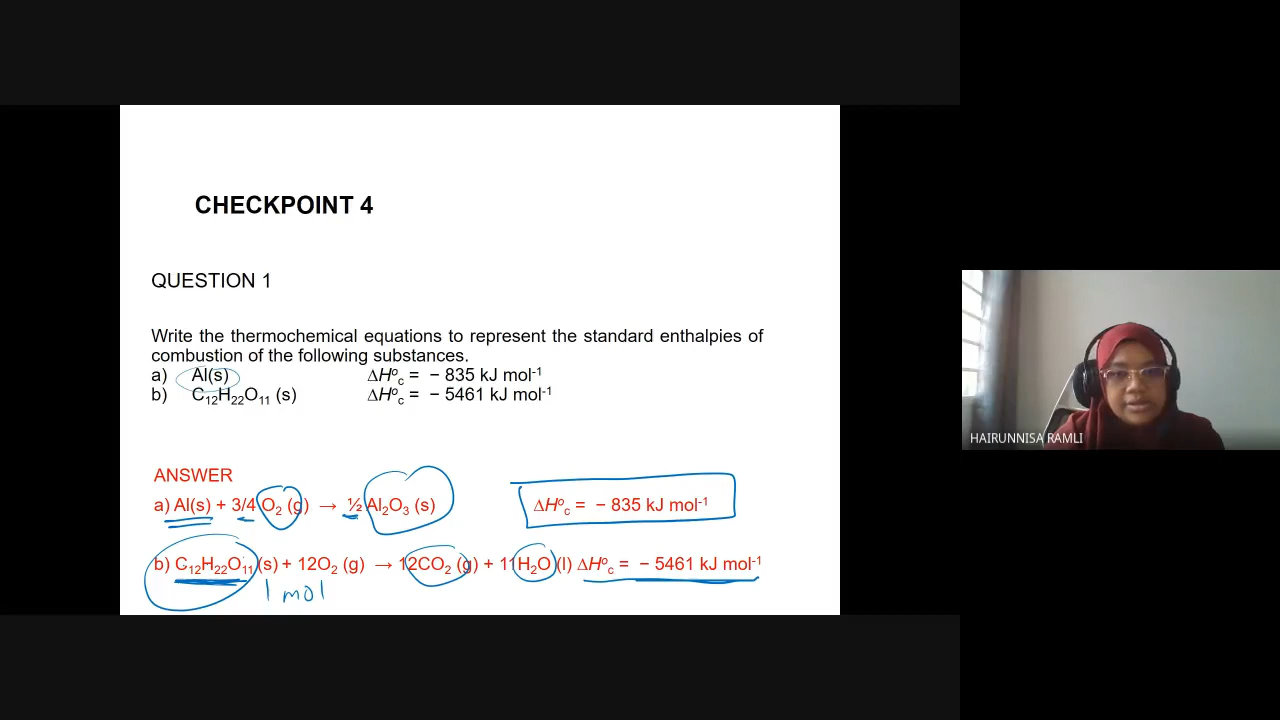 CHECKPOINT 4
QUESTION 1
Write the thermochemical equations to represent the standard enthalpies of
combustion of the following substances.
a) Al(s) ΔH°c = − 835 kJ mol⁻¹
b) C₁₂H₂₂O₁₁ (s) ΔH°c = − 5461 kJ mol⁻¹
ANSWER
a) Al(s) + 3/4 O₂ (g) → ½ Al₂O₃ (s) ΔH°c = − 835 kJ mol⁻¹
b) C₁₂H₂₂O₁₁ (s) + 12O₂ (g) → 12CO₂ (g) + 11H₂O (l) ΔH°c = − 5461 kJ mol⁻¹
1 mol
HAIRUNNISA RAMLI